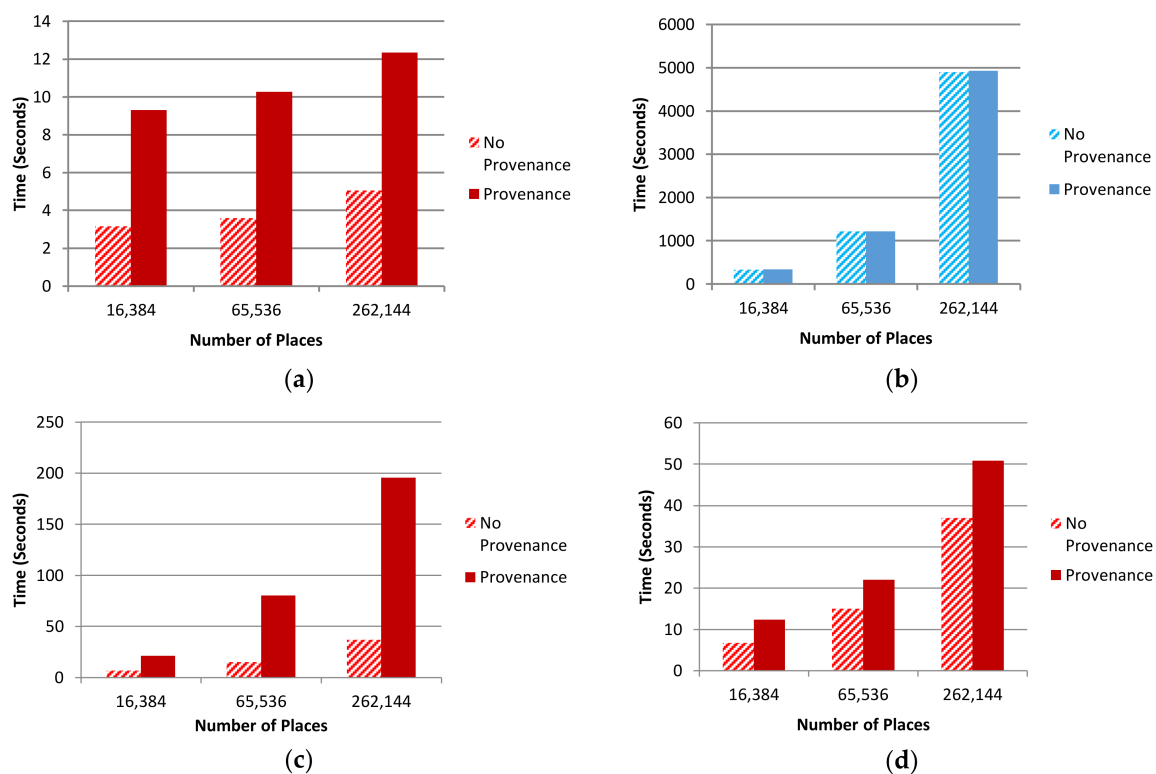 14
12
10
8
6
4
2
0
Time (Seconds)
16,384
65,536
262,144
Number of Places
No
Provenance
Provenance
(a)
6000
5000
4000
3000
2000
1000
0
Time (Seconds)
16,384
65,536
262,144
Number of Places
No
Provenance
Provenance
(b)
250
200
150
100
50
0
Time (Seconds)
16,384
65,536
262,144
Number of Places
No
Provenance
Provenance
(c)
60
50
40
30
20
10
0
Time (Seconds)
16,384
65,536
262,144
Number of Places
No
Provenance
Provenance
(d)